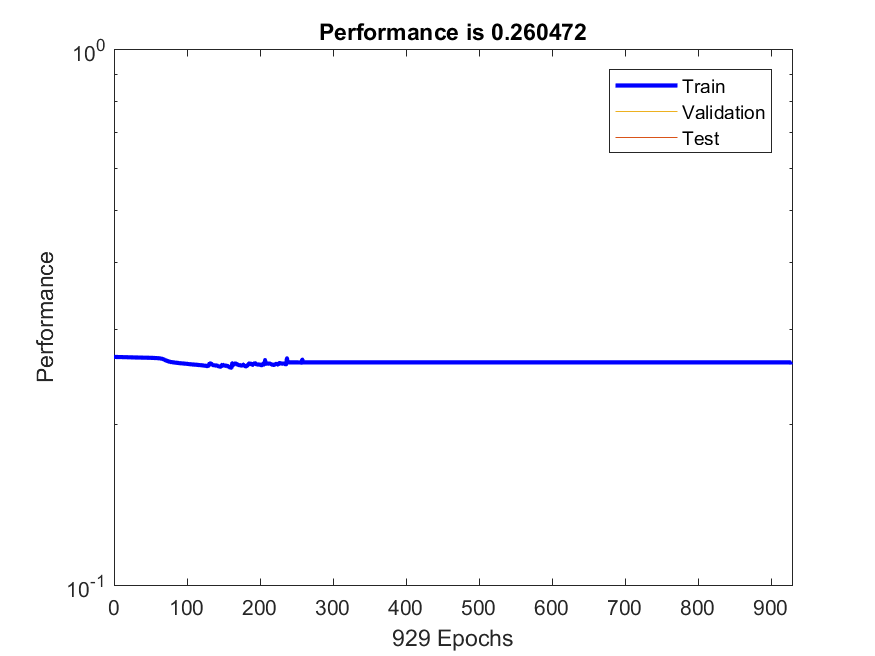 Performance is 0.260472
10^0
Train
Validation
Test
Performance
10^-1
0 100 200 300 400 500 600 700 800 900
929 Epochs